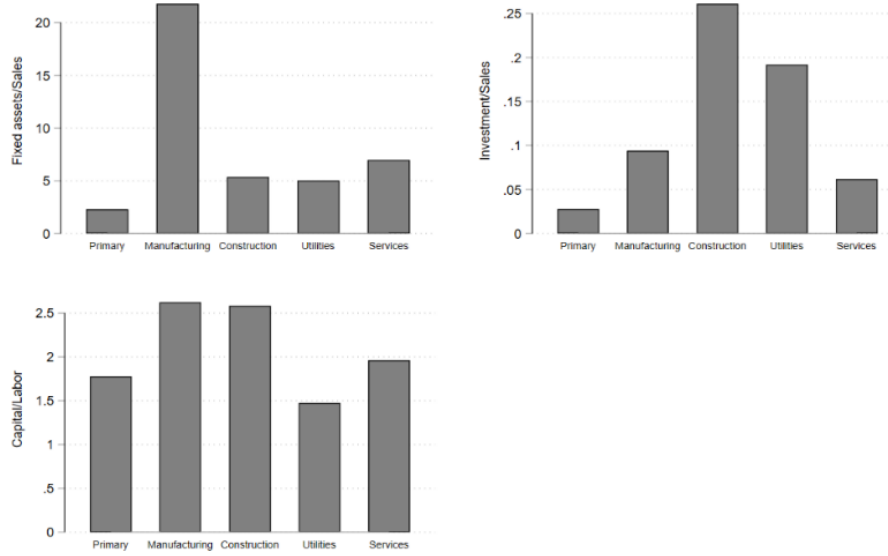 Fixed assets/Sales
20
15
10
5
0
Primary Manufacturing Construction Utilities Services
Investment/Sales
.25
.2
.15
.1
.05
0
Primary Manufacturing Construction Utilities Services
Capital/Labor
2.5
2
1.5
1
.5
0
Primary Manufacturing Construction Utilities Services